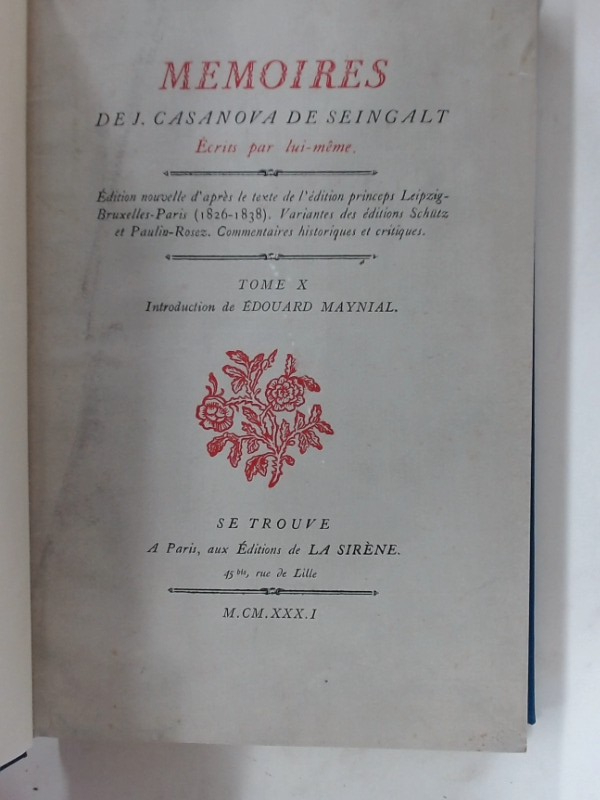 MEMOIRES
DE J. CASANOVA DE SEINGALT
Écrits par lui-même.
Édition nouvelle d'après le texte de l'édition princeps Leipzig-
Bruxelles-Paris (1826-1838). Variantes des éditions Schütz
et Paulin-Rosez. Commentaires historiques et critiques.
TOME X
Introduction de ÉDOUARD MAYNIAL.
SE TROUVE
A Paris, aux Éditions de LA SIRÈNE.
45 bis, rue de Lille
M.CM.XXX.I